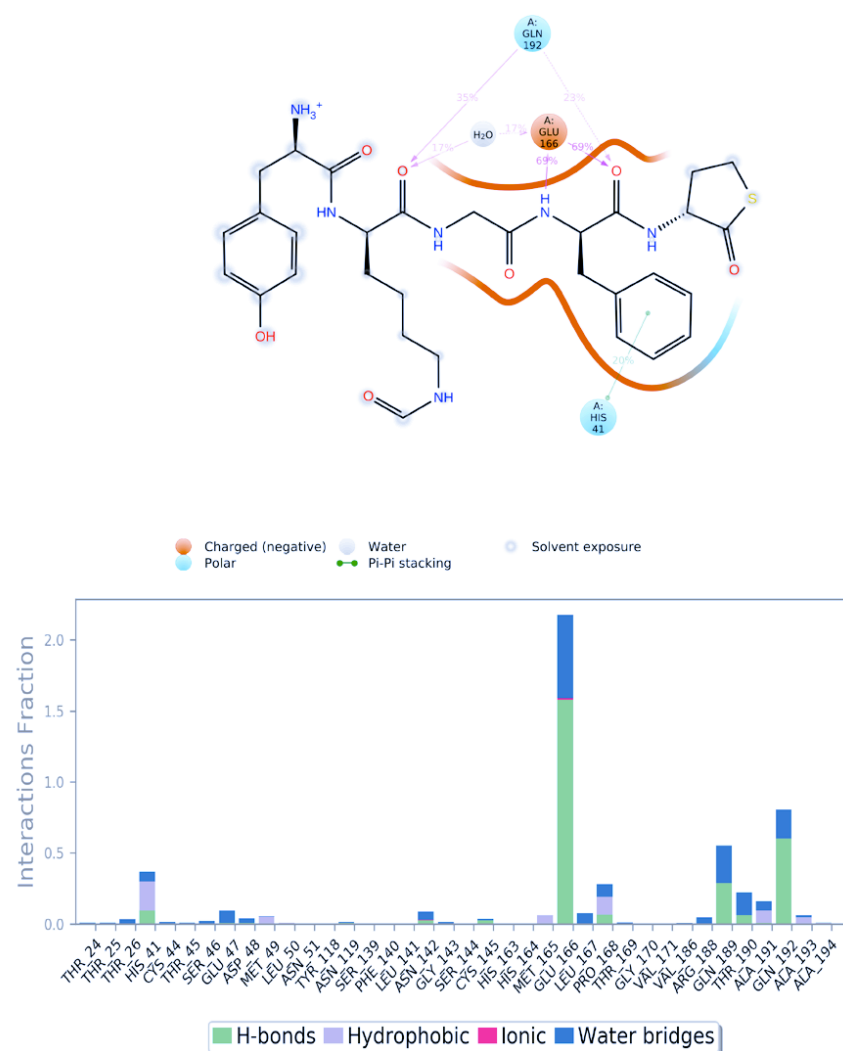 A:
GLN
192
NH3+
35%
23%
H2O
17%
17%
A:
GLU
166
69%
69%
O
O
O
HN
N
H
H
N
O
N
H
S
O
OH
20%
O
NH
A:
HIS
41
Charged (negative)
Water
Solvent exposure
Polar
Pi-Pi stacking
Interactions Fraction
2.0
1.5
1.0
0.5
0.0
THR_24
THR_25
THR_26
HIS_41
CYS_44
THR_45
SER_46
GLU_47
ASP_48
MET_49
LEU_50
ASN_51
TYR_118
ASN_119
SER_139
PHE_140
LEU_141
ASN_142
GLY_143
SER_144
CYS_145
HIS_163
HIS_164
MET_165
GLU_166
LEU_167
PRO_168
THR_169
GLY_170
VAL_171
VAL_186
ARG_188
GLN_189
THR_190
ALA_191
GLN_192
ALA_193
ALA_194
H-bonds Hydrophobic Ionic Water bridges